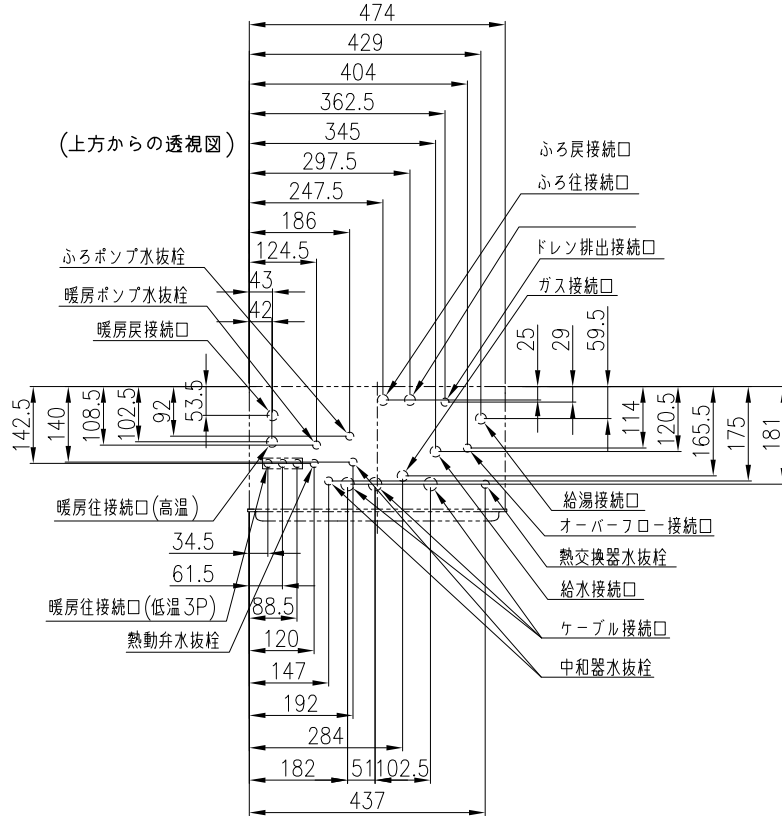 474
429
404
362.5
(上方からの透視図)
345
ふろ戻接続口
297.5
ふろ往接続口
247.5
186
ドレン排出接続口
ふろポンプ水抜栓
124.5
暖房ポンプ水抜栓
43
ガス接続口
暖房戻接続口
42
25
29
59.5
142.5
140
108.5
102.5
92
53.5
114
120.5
165.5
175
181
暖房往接続口(高温)
給湯接続口
オーバーフロー接続口
34.5
熱交換器水抜栓
61.5
給水接続口
暖房往接続口(低温3P)
88.5
ケーブル接続口
熱動弁水抜栓
120
中和器水抜栓
147
192
284
182
51
102.5
437